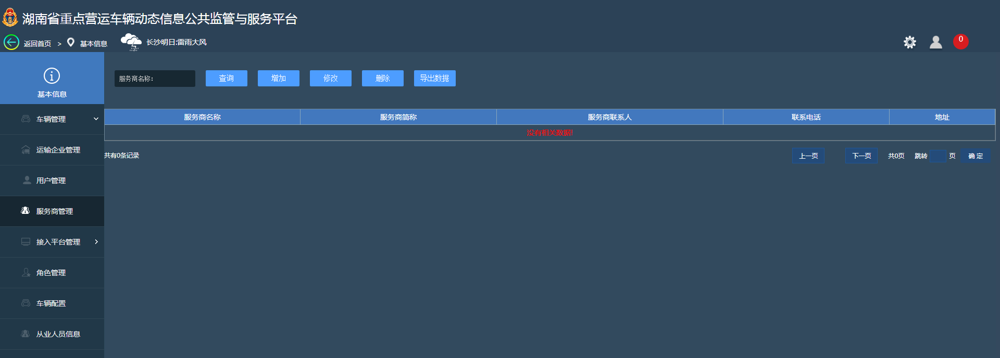 湖南省重点营运车辆动态信息公共监管与服务平台
返回首页 > 基本信息 长沙明日:雷雨大风 0
基本信息
服务商名称: 查询 增加 修改 删除 导出数据
车辆管理
运输企业管理
用户管理
服务商管理
接入平台管理
角色管理
车辆配置
从业人员信息
服务商名称 服务商简称 服务商联系人 联系电话 地址
没有相关数据!
共有0条记录 上一页 下一页 共0页 跳转 页 确 定